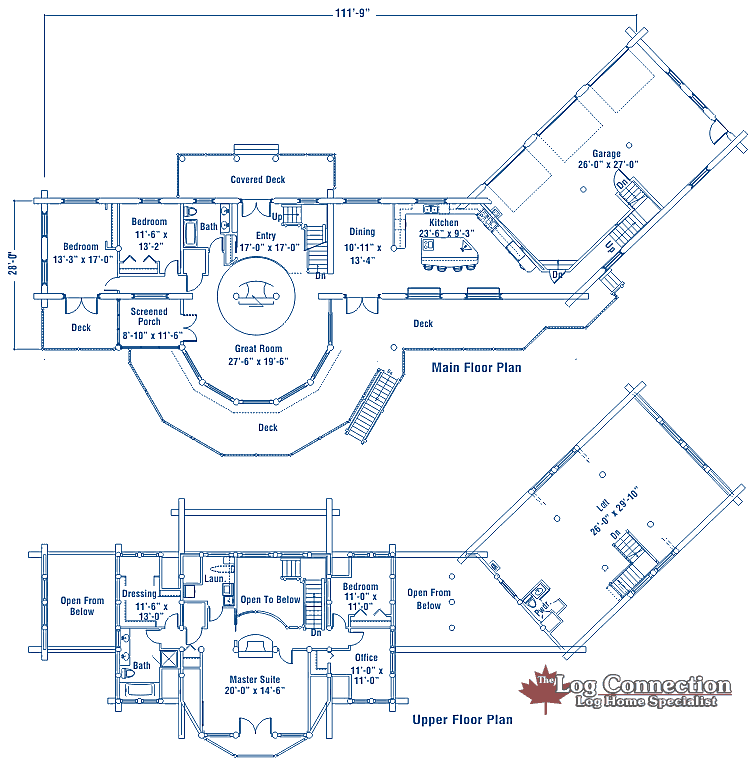 111'-9"
Garage
26'-0" x 27'-0"
Dn
Up
Dn
Covered Deck
28'-0"
Bedroom
13'-3" x 17'-0"
Bedroom
11'-6" x
13'-2"
Bath
Up
Entry
17'-0" x 17'-0"
Dn
Dining
10'-11" x
13'-4"
Kitchen
23'-6" x 9'-3"
Deck
Screened
Porch
8'-10" x 11'-6"
Great Room
27'-6" x 19'-6"
Deck
Deck
Main Floor Plan
Loft
26'-0" x 29'-10"
Dn
Pwdr
Open From
Below
Dressing
11'-6" x
13'-0"
Laun.
Open To Below
Dn
Bedroom
11'-0" x
11'-0"
Open From
Below
Bath
Master Suite
20'-0" x 14'-6"
Office
11'-0" x
11'-0"
Upper Floor Plan
The Log Connection
Log Home Specialist